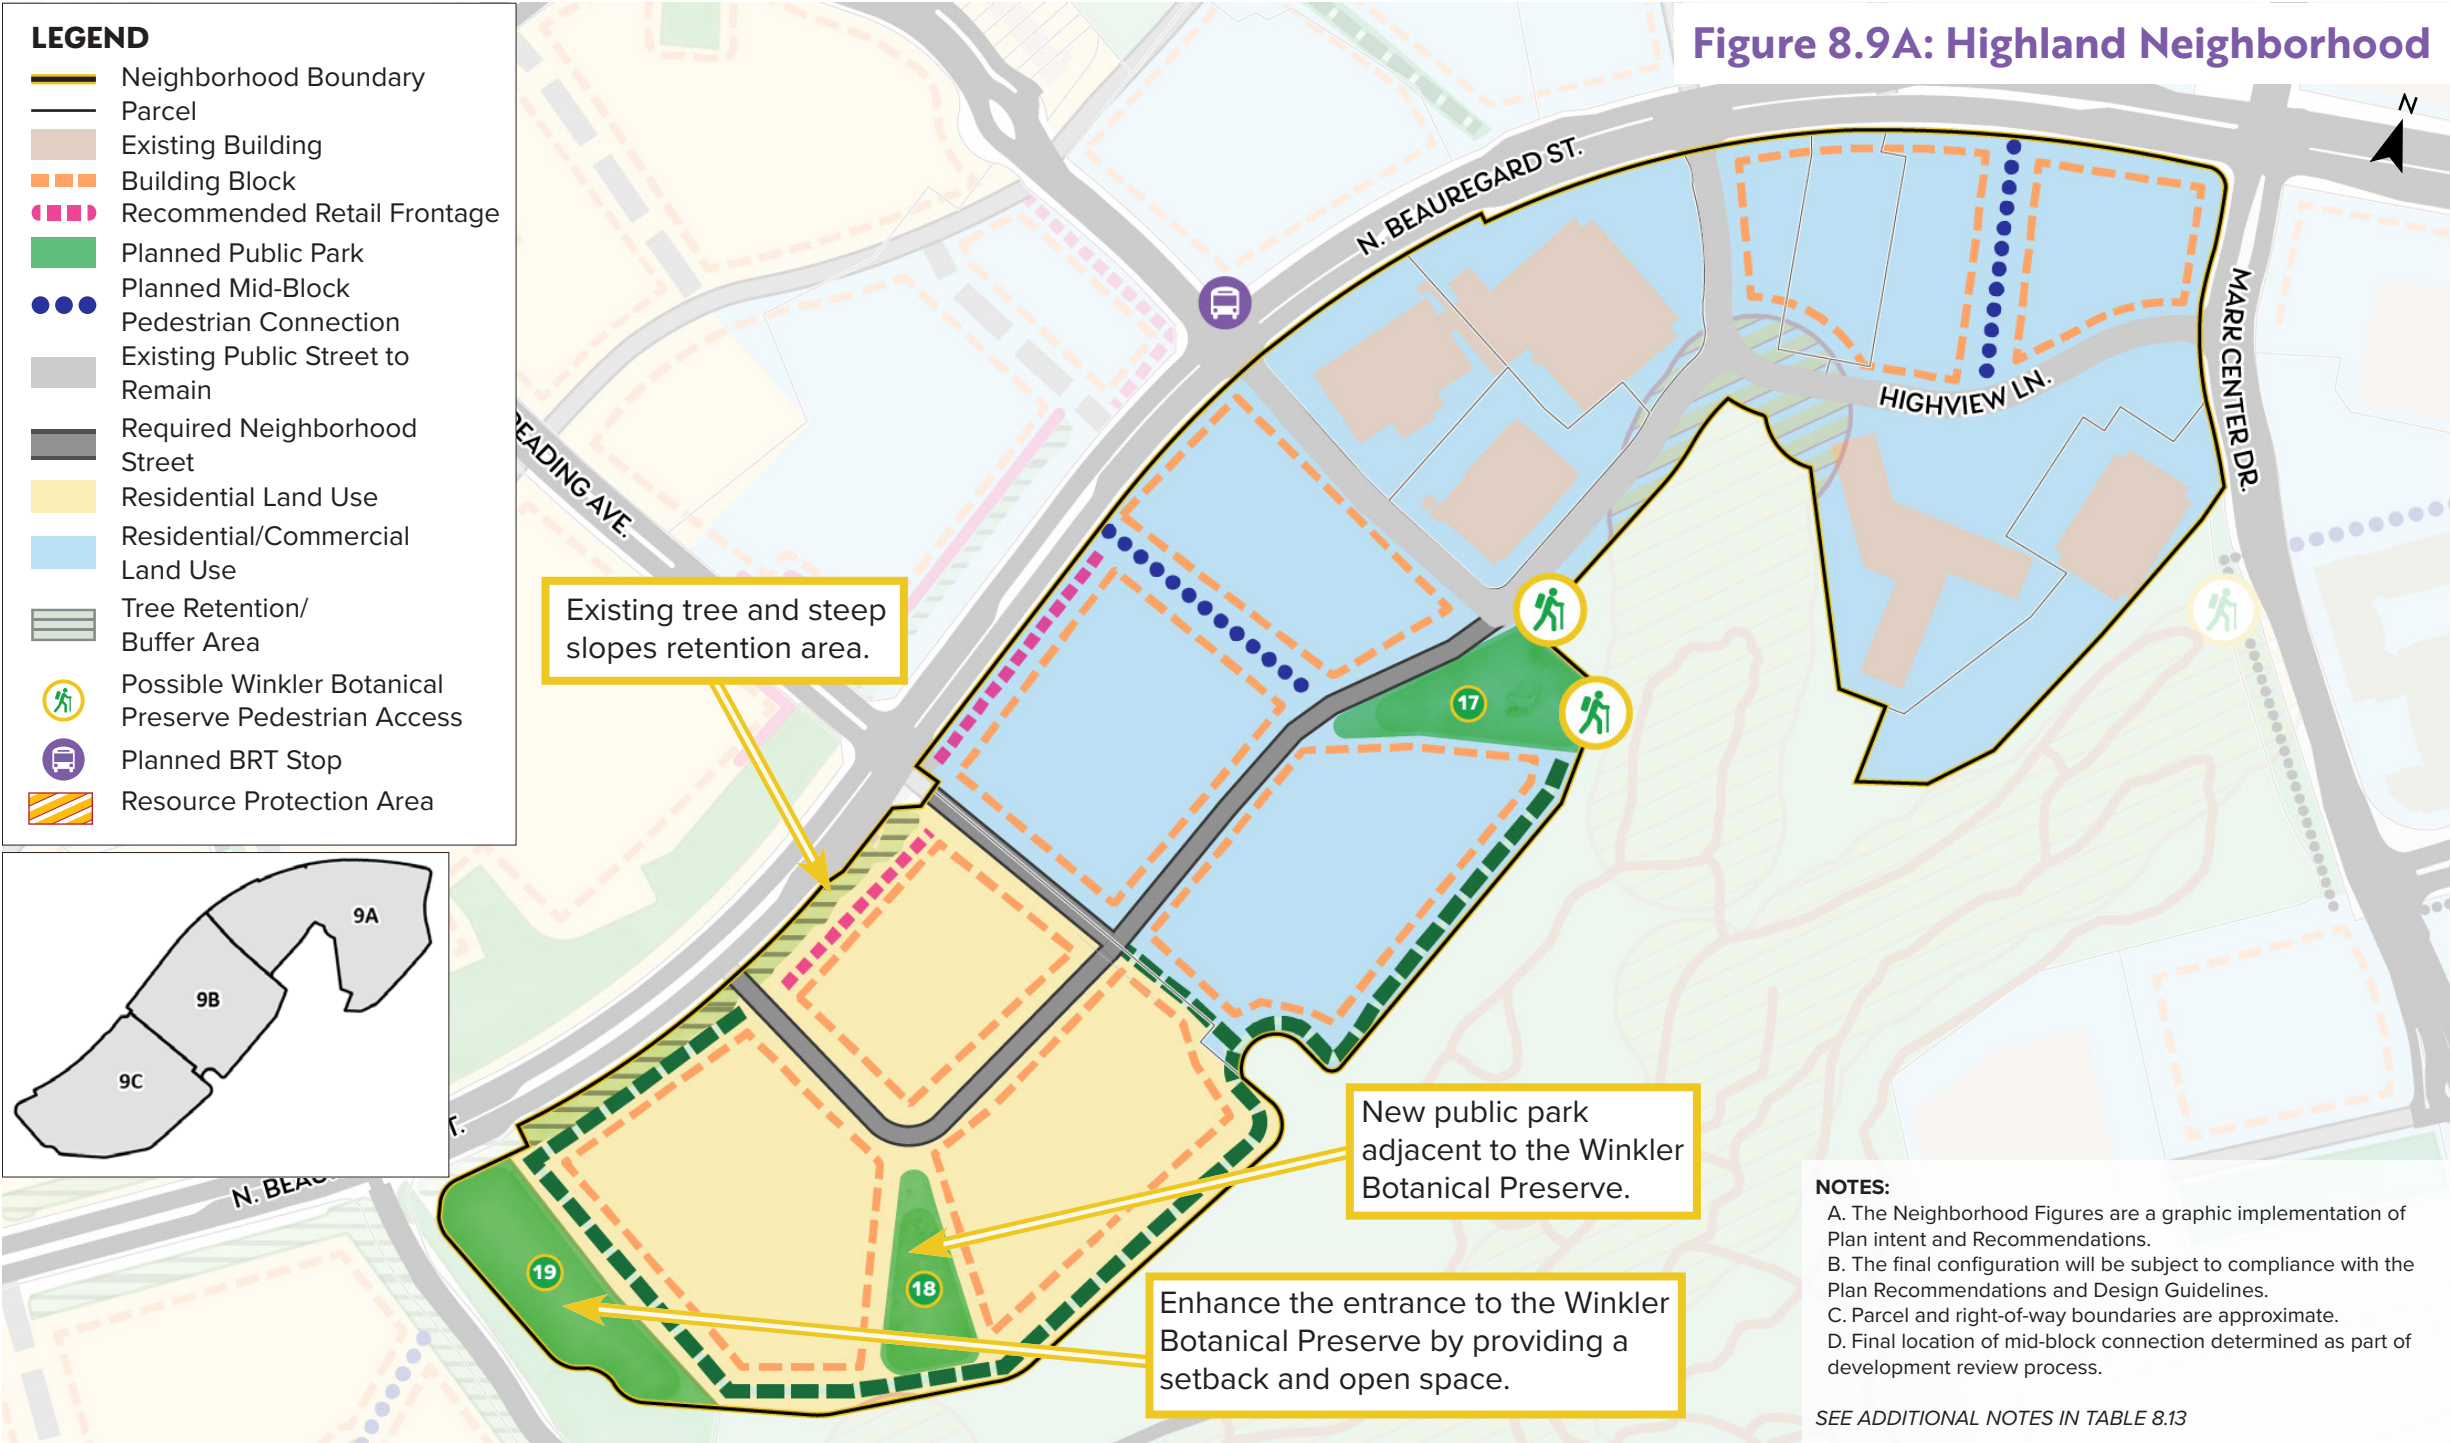 Figure 8.9A: Highland Neighborhood
LEGEND
Neighborhood Boundary
Parcel
Existing Building
Building Block
Recommended Retail Frontage
Planned Public Park
Planned Mid-Block
Pedestrian Connection
Existing Public Street to
Remain
Required Neighborhood
Street
Residential Land Use
Residential/Commercial
Land Use
Tree Retention/
Buffer Area
Possible Winkler Botanical
Preserve Pedestrian Access
Planned BRT Stop
Resource Protection Area
N
N. BEAUREGARD ST.
MARK CENTER DR.
HIGHVIEW LN.
READING AVE.
Existing tree and steep
slopes retention area.
17
9A
9B
9C
New public park
adjacent to the Winkler
Botanical Preserve.
T.
N. BEAU
19
18
Enhance the entrance to the Winkler
Botanical Preserve by providing a
setback and open space.
NOTES:
A. The Neighborhood Figures are a graphic implementation of
Plan intent and Recommendations.
B. The final configuration will be subject to compliance with the
Plan Recommendations and Design Guidelines.
C. Parcel and right-of-way boundaries are approximate.
D. Final location of mid-block connection determined as part of
development review process.
SEE ADDITIONAL NOTES IN TABLE 8.13